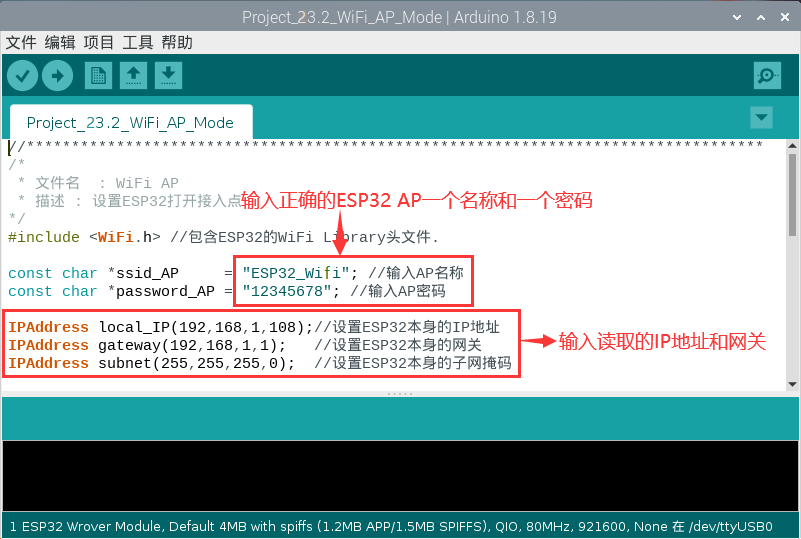 Project_23.2_WiFi_AP_Mode | Arduino 1.8.19
文件 编辑 项目 工具 帮助
Project_23.2_WiFi_AP_Mode
//**********************************************************************************
/*
* 文件名  : WiFi AP
* 描述 : 设置ESP32打开接入点
输入正确的ESP32 AP一个名称和一个密码
*/
#include <WiFi.h> //包含ESP32的WiFi Library头文件.
const char *ssid_AP     = "ESP32_Wifi"; //输入AP名称
const char *password_AP = "12345678"; //输入AP密码
IPAddress local_IP(192,168,1,108);//设置ESP32本身的IP地址
IPAddress gateway(192,168,1,1);   //设置ESP32本身的网关
输入读取的IP地址和网关
IPAddress subnet(255,255,255,0);  //设置ESP32本身的子网掩码
1 ESP32 Wrover Module, Default 4MB with spiffs (1.2MB APP/1.5MB SPIFFS), QIO, 80MHz, 921600, None 在 /dev/ttyUSB0